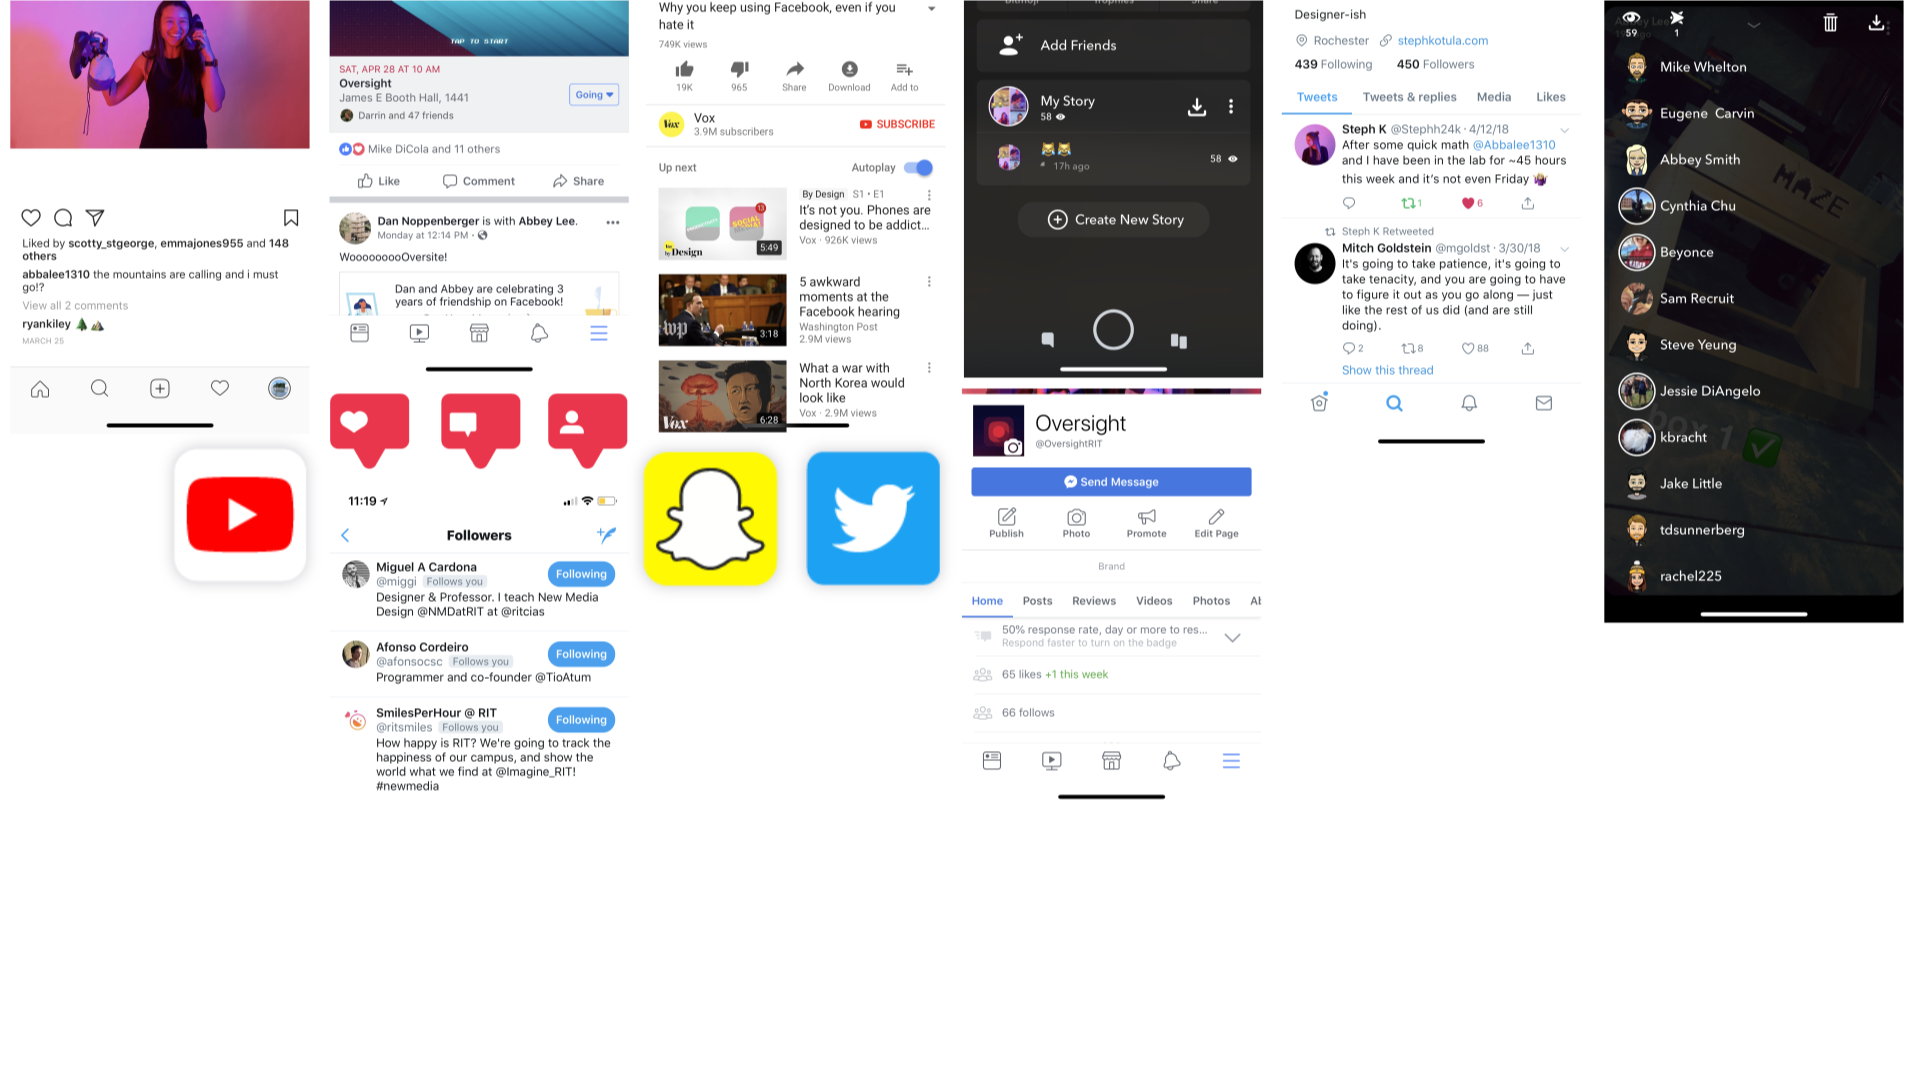 Liked by scotty_stgeorge, emmajones955 and 148
others
abbalee1310 the mountains are calling and i must
go!?
View all 2 comments
ryankiley
MARCH 25
TAP TO START
SAT, APR 28 AT 10 AM
Oversight
James E Booth Hall, 1441
Darrin and 47 friends
Going
Mike DiCola and 11 others
Like
Comment
Share
Dan Noppenberger is with Abbey Lee.
Monday at 12:14 PM ·
WooooooooOversite!
Dan and Abbey are celebrating 3
years of friendship on Facebook!
11:19
Followers
Miguel A Cardona
@miggi Follows you
Following
Designer & Professor. I teach New Media
Design @NMDatRIT at @ritcias
Afonso Cordeiro
@afonsocsc Follows you
Following
Programmer and co-founder @TioAtum
SmilesPerHour @ RIT
@ritsmiles Follows you
Following
How happy is RIT? We're going to track the
happiness of our campus, and show the
world what we find at @Imagine_RIT!
#newmedia
Why you keep using Facebook, even if you
hate it
749K views
19K
965
Share
Download
Add to
Vox
Vox
3.9M subscribers
SUBSCRIBE
Up next
Autoplay
13
SOCIAL
by Design
5:49
By Design S1 • E1
It's not you. Phones are
designed to be addict...
Vox · 926K views
wp
3:18
5 awkward
moments at the
Facebook hearing
Washington Post
2.9M views
Vox
6:28
What a war with
North Korea would
look like
Vox · 2.9M views
Bitmoji
Trophies
Share
Add Friends
My Story
58
17h ago
58
Create New Story
Oversight
@OversightRIT
Send Message
Publish
Photo
Promote
Edit Page
Brand
Home
Posts
Reviews
Videos
Photos
Al
50% response rate, day or more to res...
Respond faster to turn on the badge
65 likes +1 this week
66 follows
Designer-ish
Rochester stephkotula.com
439 Following 450 Followers
Tweets
Tweets & replies
Media
Likes
Steph K @Stephh24k · 4/12/18
After some quick math @Abbalee1310
and I have been in the lab for ~45 hours
this week and it's not even Friday
1
6
Steph K Retweeted
Mitch Goldstein @mgoldst · 3/30/18
It's going to take patience, it's going to
take tenacity, and you are going to have
to figure it out as you go along — just
like the rest of us did (and are still
doing).
2
8
88
Show this thread
59
1
Mike Whelton
Eugene Carvin
Abbey Smith
Cynthia Chu
Beyonce
Sam Recruit
Steve Yeung
Jessie DiAngelo
kbracht
Jake Little
tdsunnerberg
rachel225
MAZE
box 1